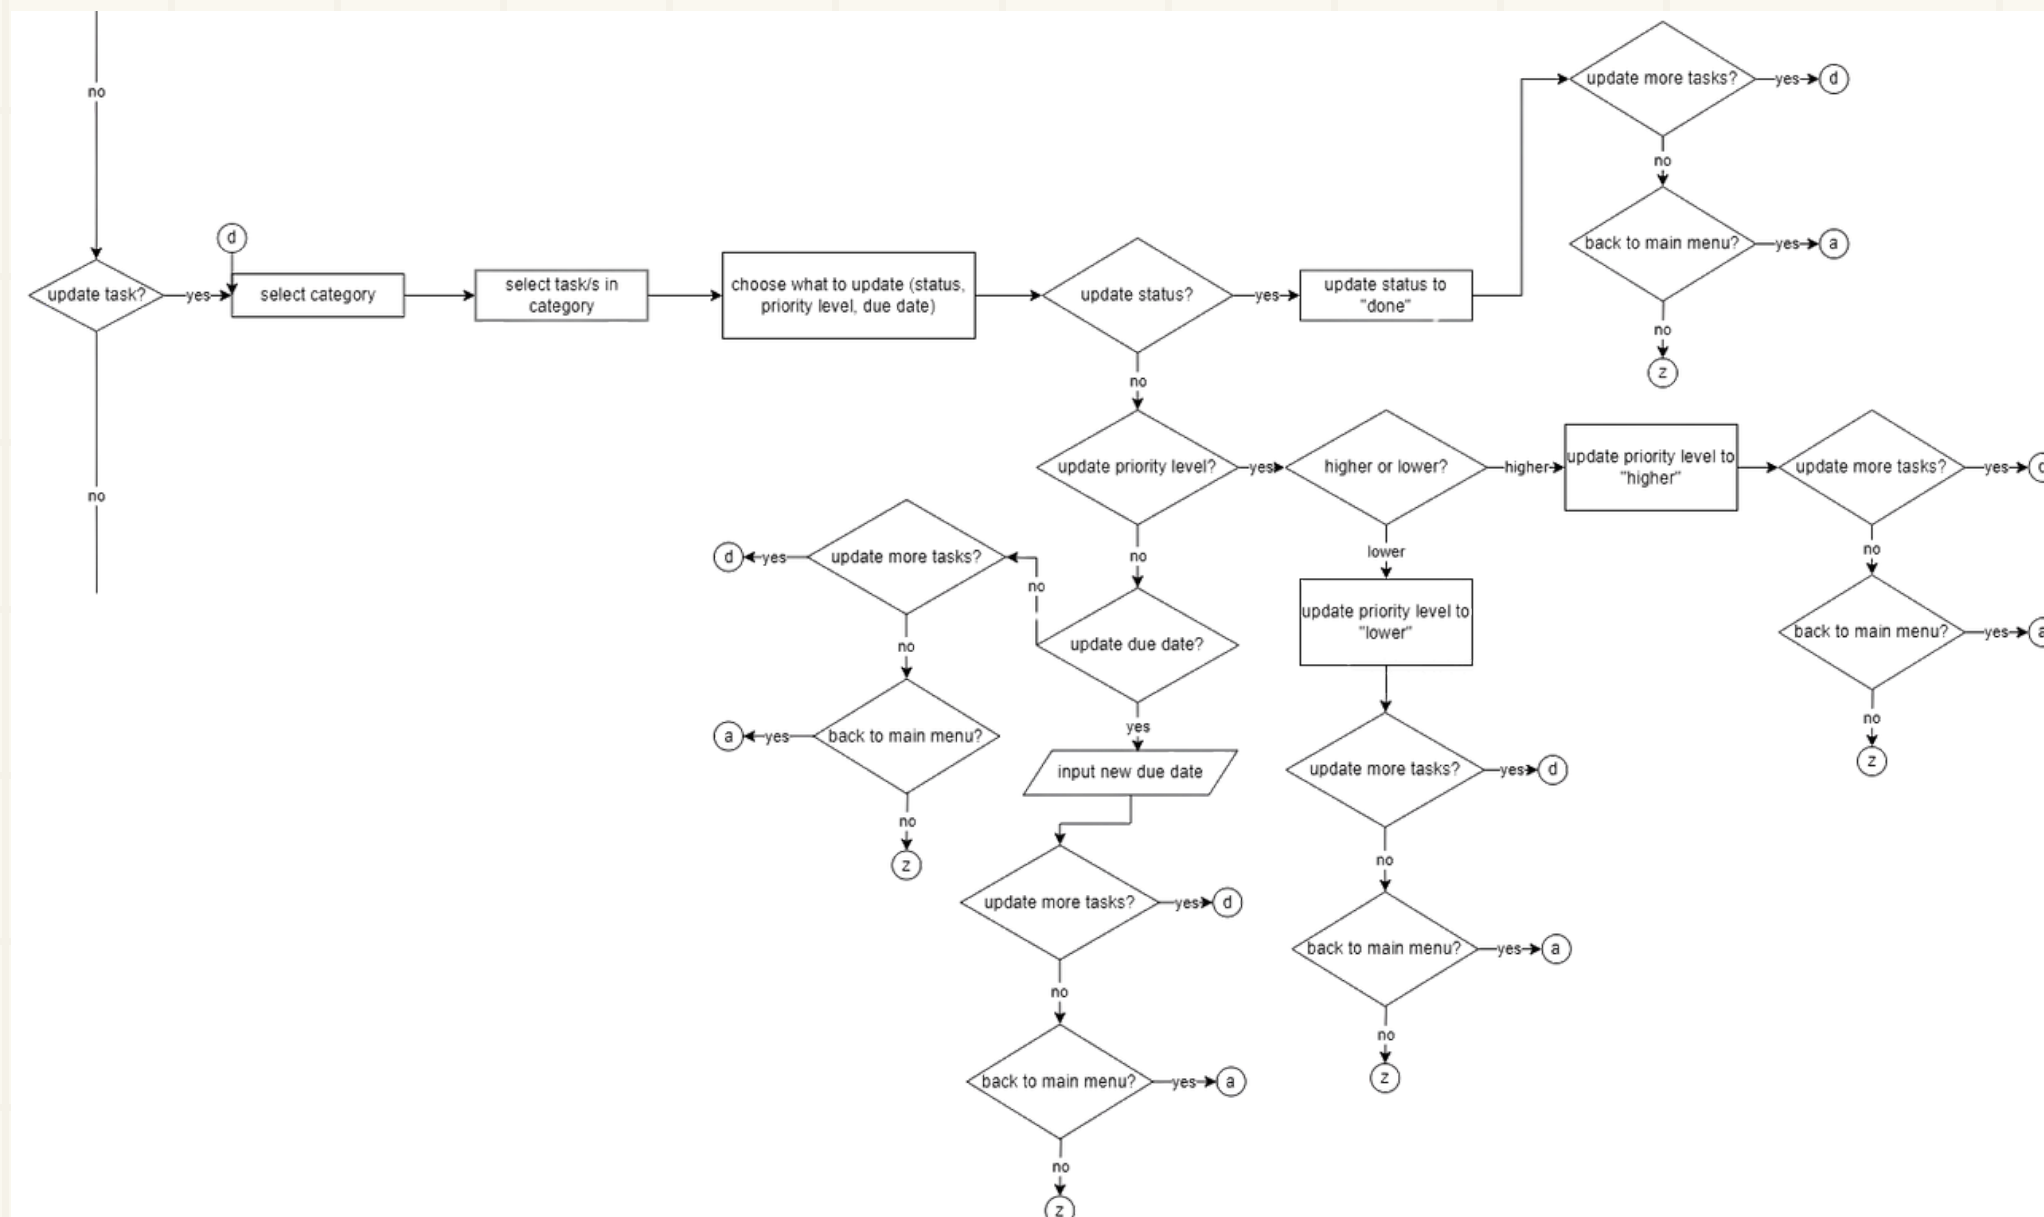 no
update task?
yes
d
select category
select task/s in
category
choose what to update (status,
priority level, due date)
update status?
yes
update status to
"done"
update more tasks?
yes
d
no
back to main menu?
yes
a
no
z
no
update priority level?
yes
higher or lower?
higher
update priority level to
"higher"
update more tasks?
yes
no
back to main menu?
yes
no
z
lower
update priority level to
"lower"
update more tasks?
yes
d
no
back to main menu?
yes
a
no
z
no
update due date?
no
update more tasks?
yes
d
no
back to main menu?
yes
a
no
z
yes
input new due date
update more tasks?
yes
d
no
back to main menu?
yes
a
no
z
no